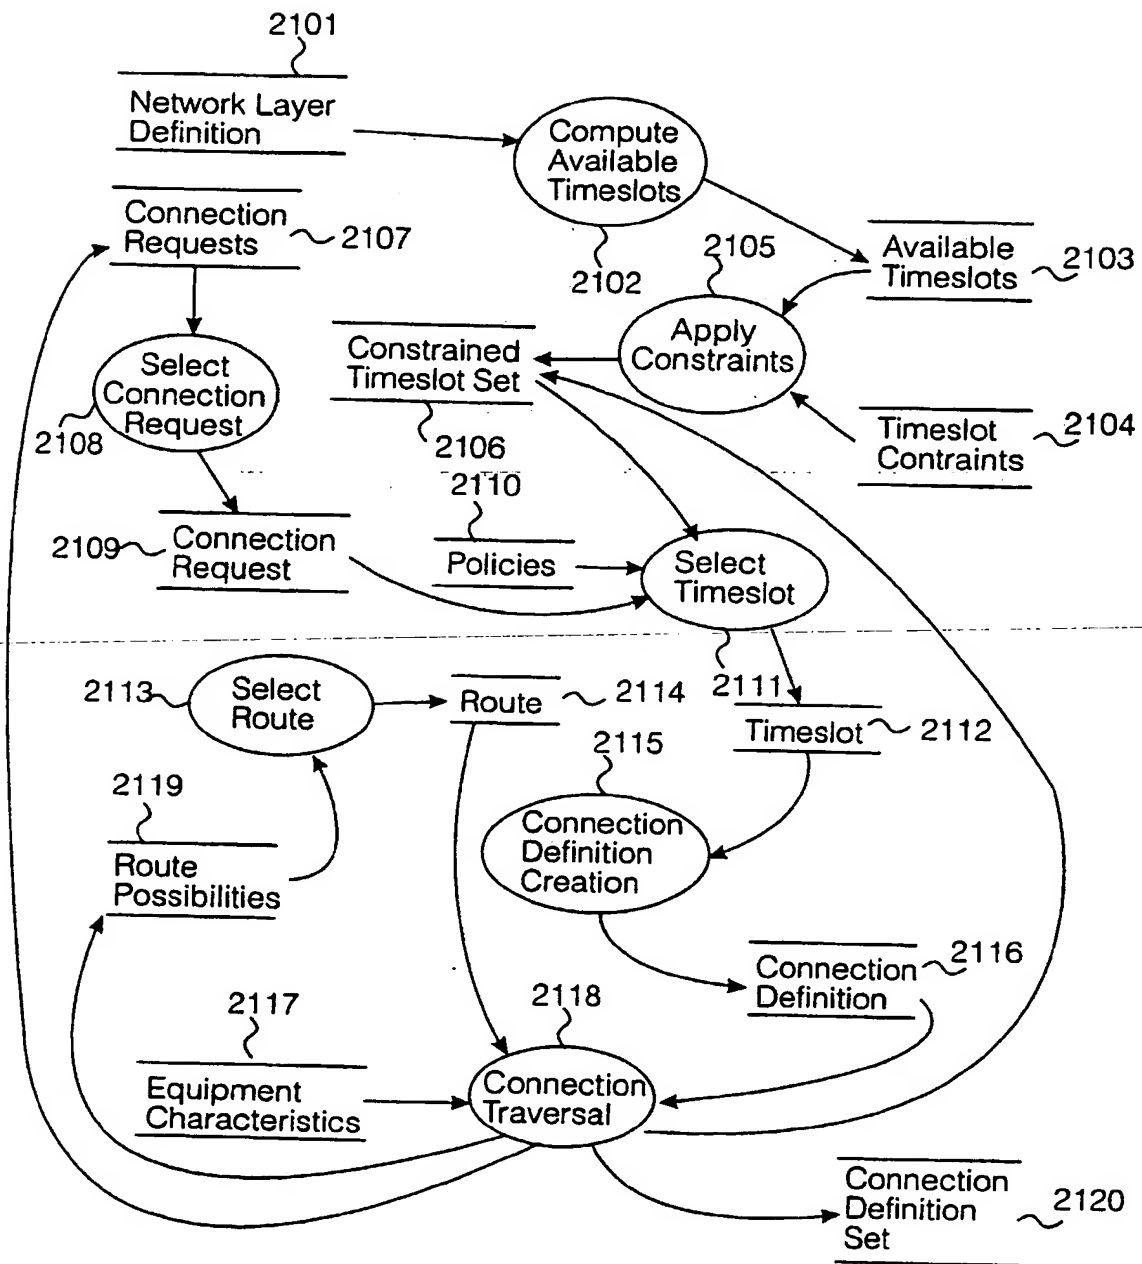 2101
Network Layer
Definition
Compute
Available
Timeslots
2102
Connection
Requests
2107
2105
Available
Timeslots
2103
Select
Connection
Request
2108
Constrained
Timeslot Set
2106
Apply
Constraints
Timeslot
Contraints
2104
2109
Connection
Request
2110
Policies
Select
Timeslot
2111
2113
Select
Route
Route
2114
Timeslot
2112
2115
2119
Route
Possibilities
Connection
Definition
Creation
Connection
Definition
2116
2117
Equipment
Characteristics
2118
Connection
Traversal
Connection
Definition
Set
2120